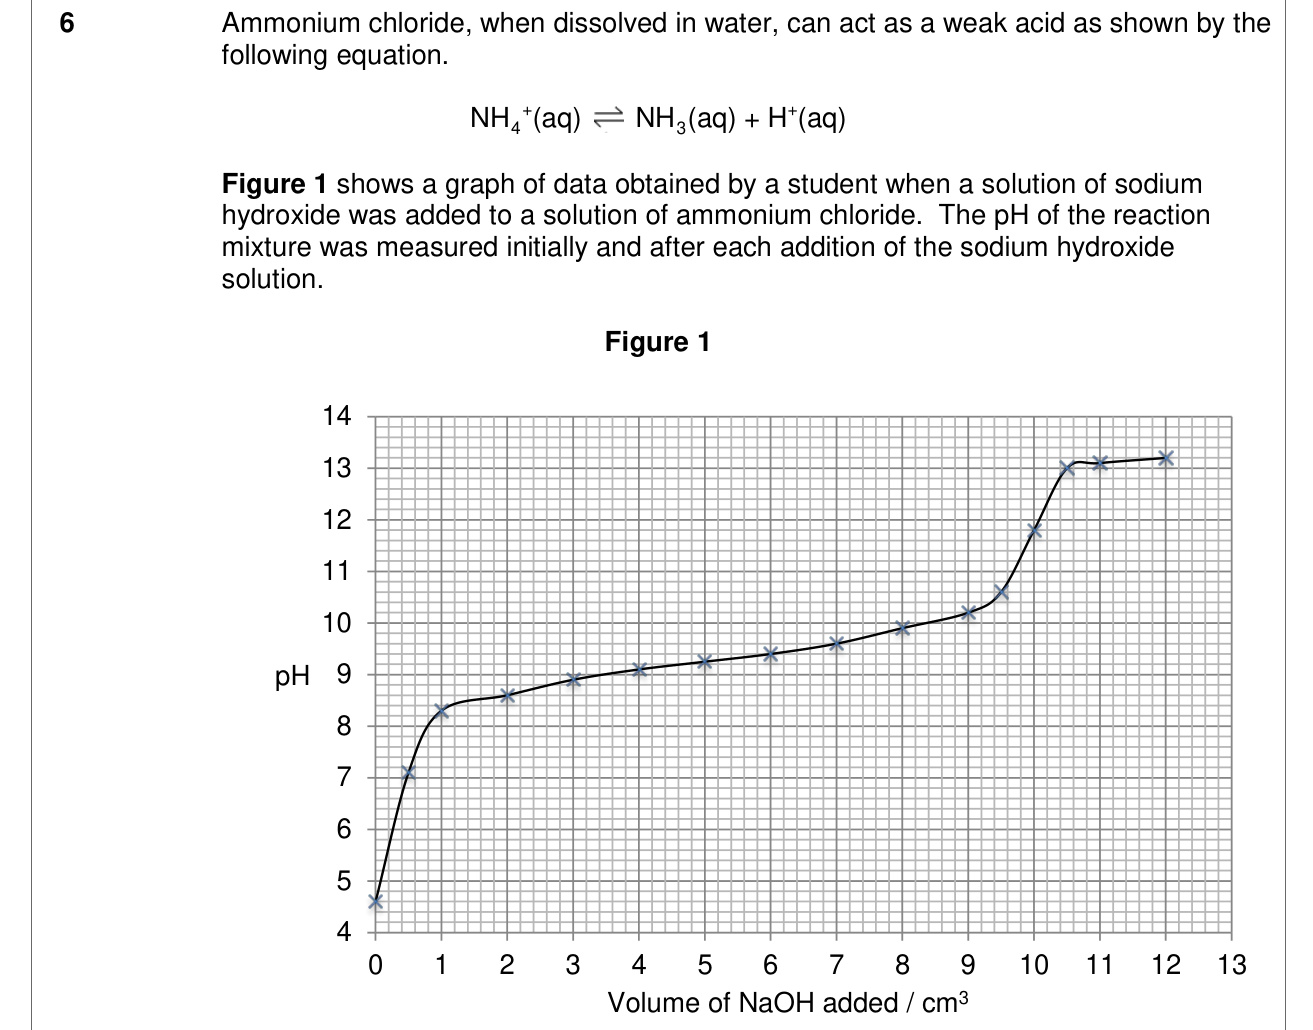 6 Ammonium chloride, when dissolved in water, can act as a weak acid as shown by the
following equation.
NH₄⁺(aq) ⇌ NH₃(aq) + H⁺(aq)
Figure 1 shows a graph of data obtained by a student when a solution of sodium
hydroxide was added to a solution of ammonium chloride.  The pH of the reaction
mixture was measured initially and after each addition of the sodium hydroxide
solution.
Figure 1
14
13
12
11
10
pH 9
8
7
6
5
4
0 1 2 3 4 5 6 7 8 9 10 11 12 13
Volume of NaOH added / cm³